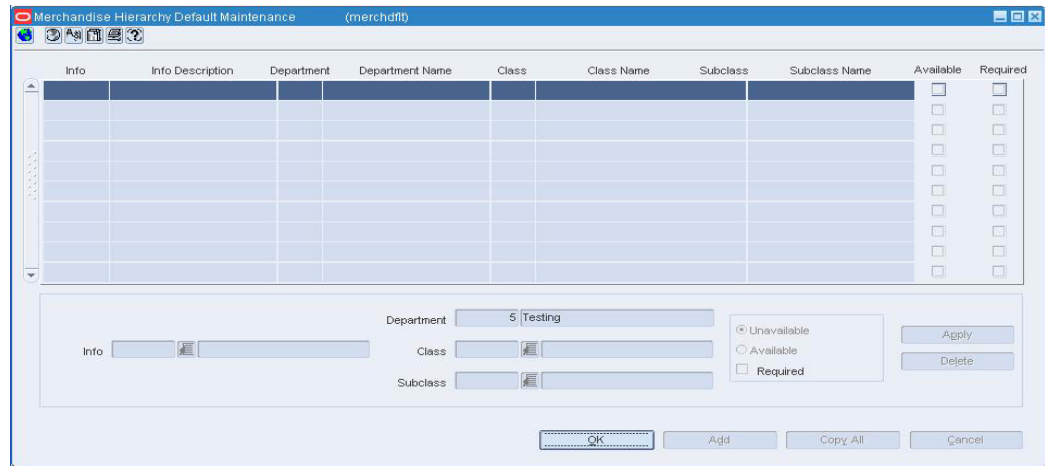 Merchandise Hierarchy Default Maintenance (merchdflt)
Info Info Description Department Department Name Class Class Name Subclass Subclass Name Available Required
Department 5 Testing
Unavailable
Apply
Info
Class
Available
Delete
Required
Subclass
OK Add Copy All Cancel